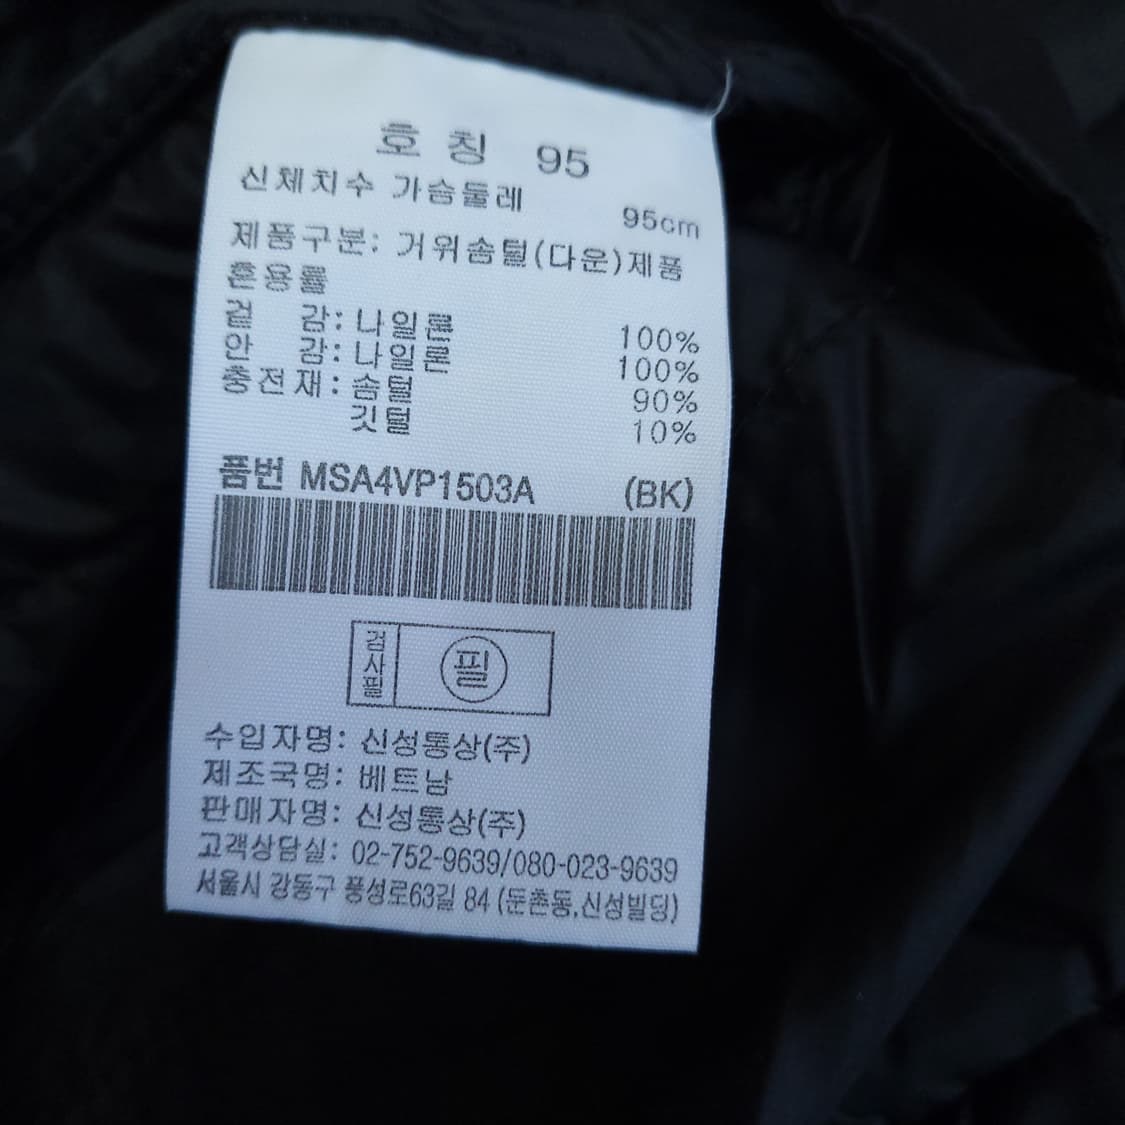 호 칭 95
신체치수 가슴둘레 95cm
제품구분: 거위솜털(다운)제품
혼용률
겉 감: 나일론 100%
안 감: 나일론 100%
충전재: 솜털 90%
깃털 10%
품번 MSA4VP1503A (BK)
검사필 필
수입자명: 신성통상(주)
제조국명: 베트남
판매자명: 신성통상(주)
고객상담실: 02-752-9639/080-023-9639
서울시 강동구 풍성로63길 84 (둔촌동,신성빌딩)